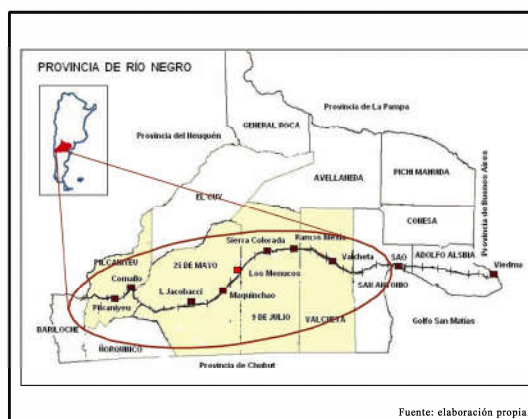 PROVINCIA DE RÍO NEGRO
Provincia de La Pampa
GENERAL ROCA
Provincia del Neuquén
PICHI MAHUIDA
AVELLANEDA
Provincia de Buenos Aires
EL CUY
CONESA
Sierra Colorada
Ramos Mexía
PILCANIYEU
25 DE MAYO
Valcheta
SAO
ADOLFO ALSINA
Viedma
Comallo
Los Menucos
I. Jacobacci
Maquinchao
SAN ANTONIO
Pilcaniyeu
9 DE JULIO
VALCHETA
Golfo San Matías
BARILOCHE
ÑORQUINCO
Provincia de Chubut
Fuente: elaboración propia